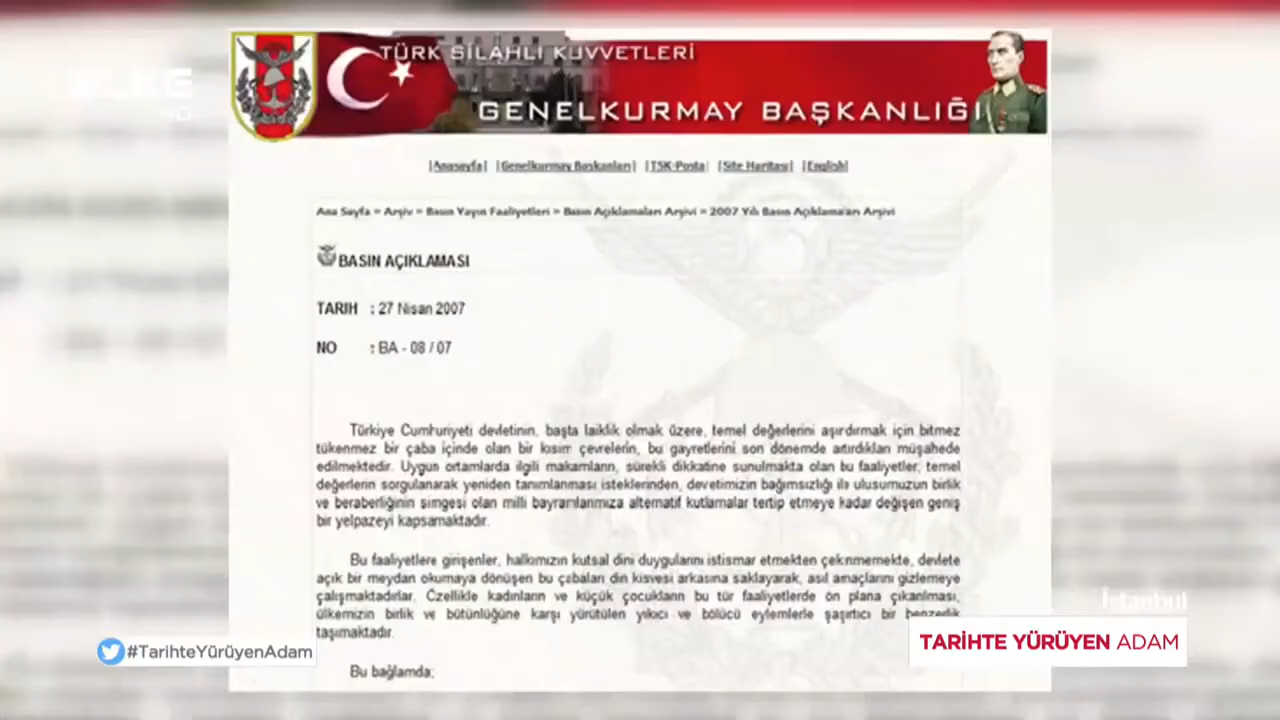 ÜLKE
HD
TÜRK SİLAHLI KUVVETLERİ
GENELKURMAY BAŞKANLIĞI
|Anasayfa| |Genelkurmay Başkanları| |TSK-Posta| |Site Haritası| |English|
Ana Sayfa » Arşiv » Basın Yayın Faaliyetleri » Basın Açıklamaları Arşivi » 2007 Yılı Basın Açıklamaları Arşivi
BASIN AÇIKLAMASI
TARIH : 27 Nisan 2007
NO : BA - 08 / 07
Türkiye Cumhuriyeti devletinin, başta laiklik olmak üzere, temel değerlerini aşındırmak için bitmez
tükenmez bir çaba içinde olan bir kısım çevrelerin, bu gayretlerini son dönemde artırdıkları müşahede
edilmektedir. Uygun ortamlarda ilgili makamların, sürekli dikkatine sunulmakta olan bu faaliyetler; temel
değerlerin sorgulanarak yeniden tanımlanması isteklerinden, devletimizin bağımsızlığı ile ulusumuzun birlik
ve beraberliğinin simgesi olan milli bayramlarımıza alternatif kutlamalar tertip etmeye kadar değişen geniş
bir yelpazeyi kapsamaktadır.
Bu faaliyetlere girişenler, halkımızın kutsal dini duygularını istismar etmekten çekinmemekte, devlete
açık bir meydan okumaya dönüşen bu çabaları din kisvesi arkasına saklayarak, asıl amaçlarını gizlemeye
çalışmaktadırlar. Özellikle kadınların ve küçük çocukların bu tür faaliyetlerde ön plana çıkarılması,
ülkemizin birlik ve bütünlüğüne karşı yürütülen yıkıcı ve bölücü eylemlerle şaşırtıcı bir benzerlik
taşımaktadır.
Bu bağlamda;
İstanbul
#TarihteYürüyenAdam
TARİHTE YÜRÜYEN ADAM